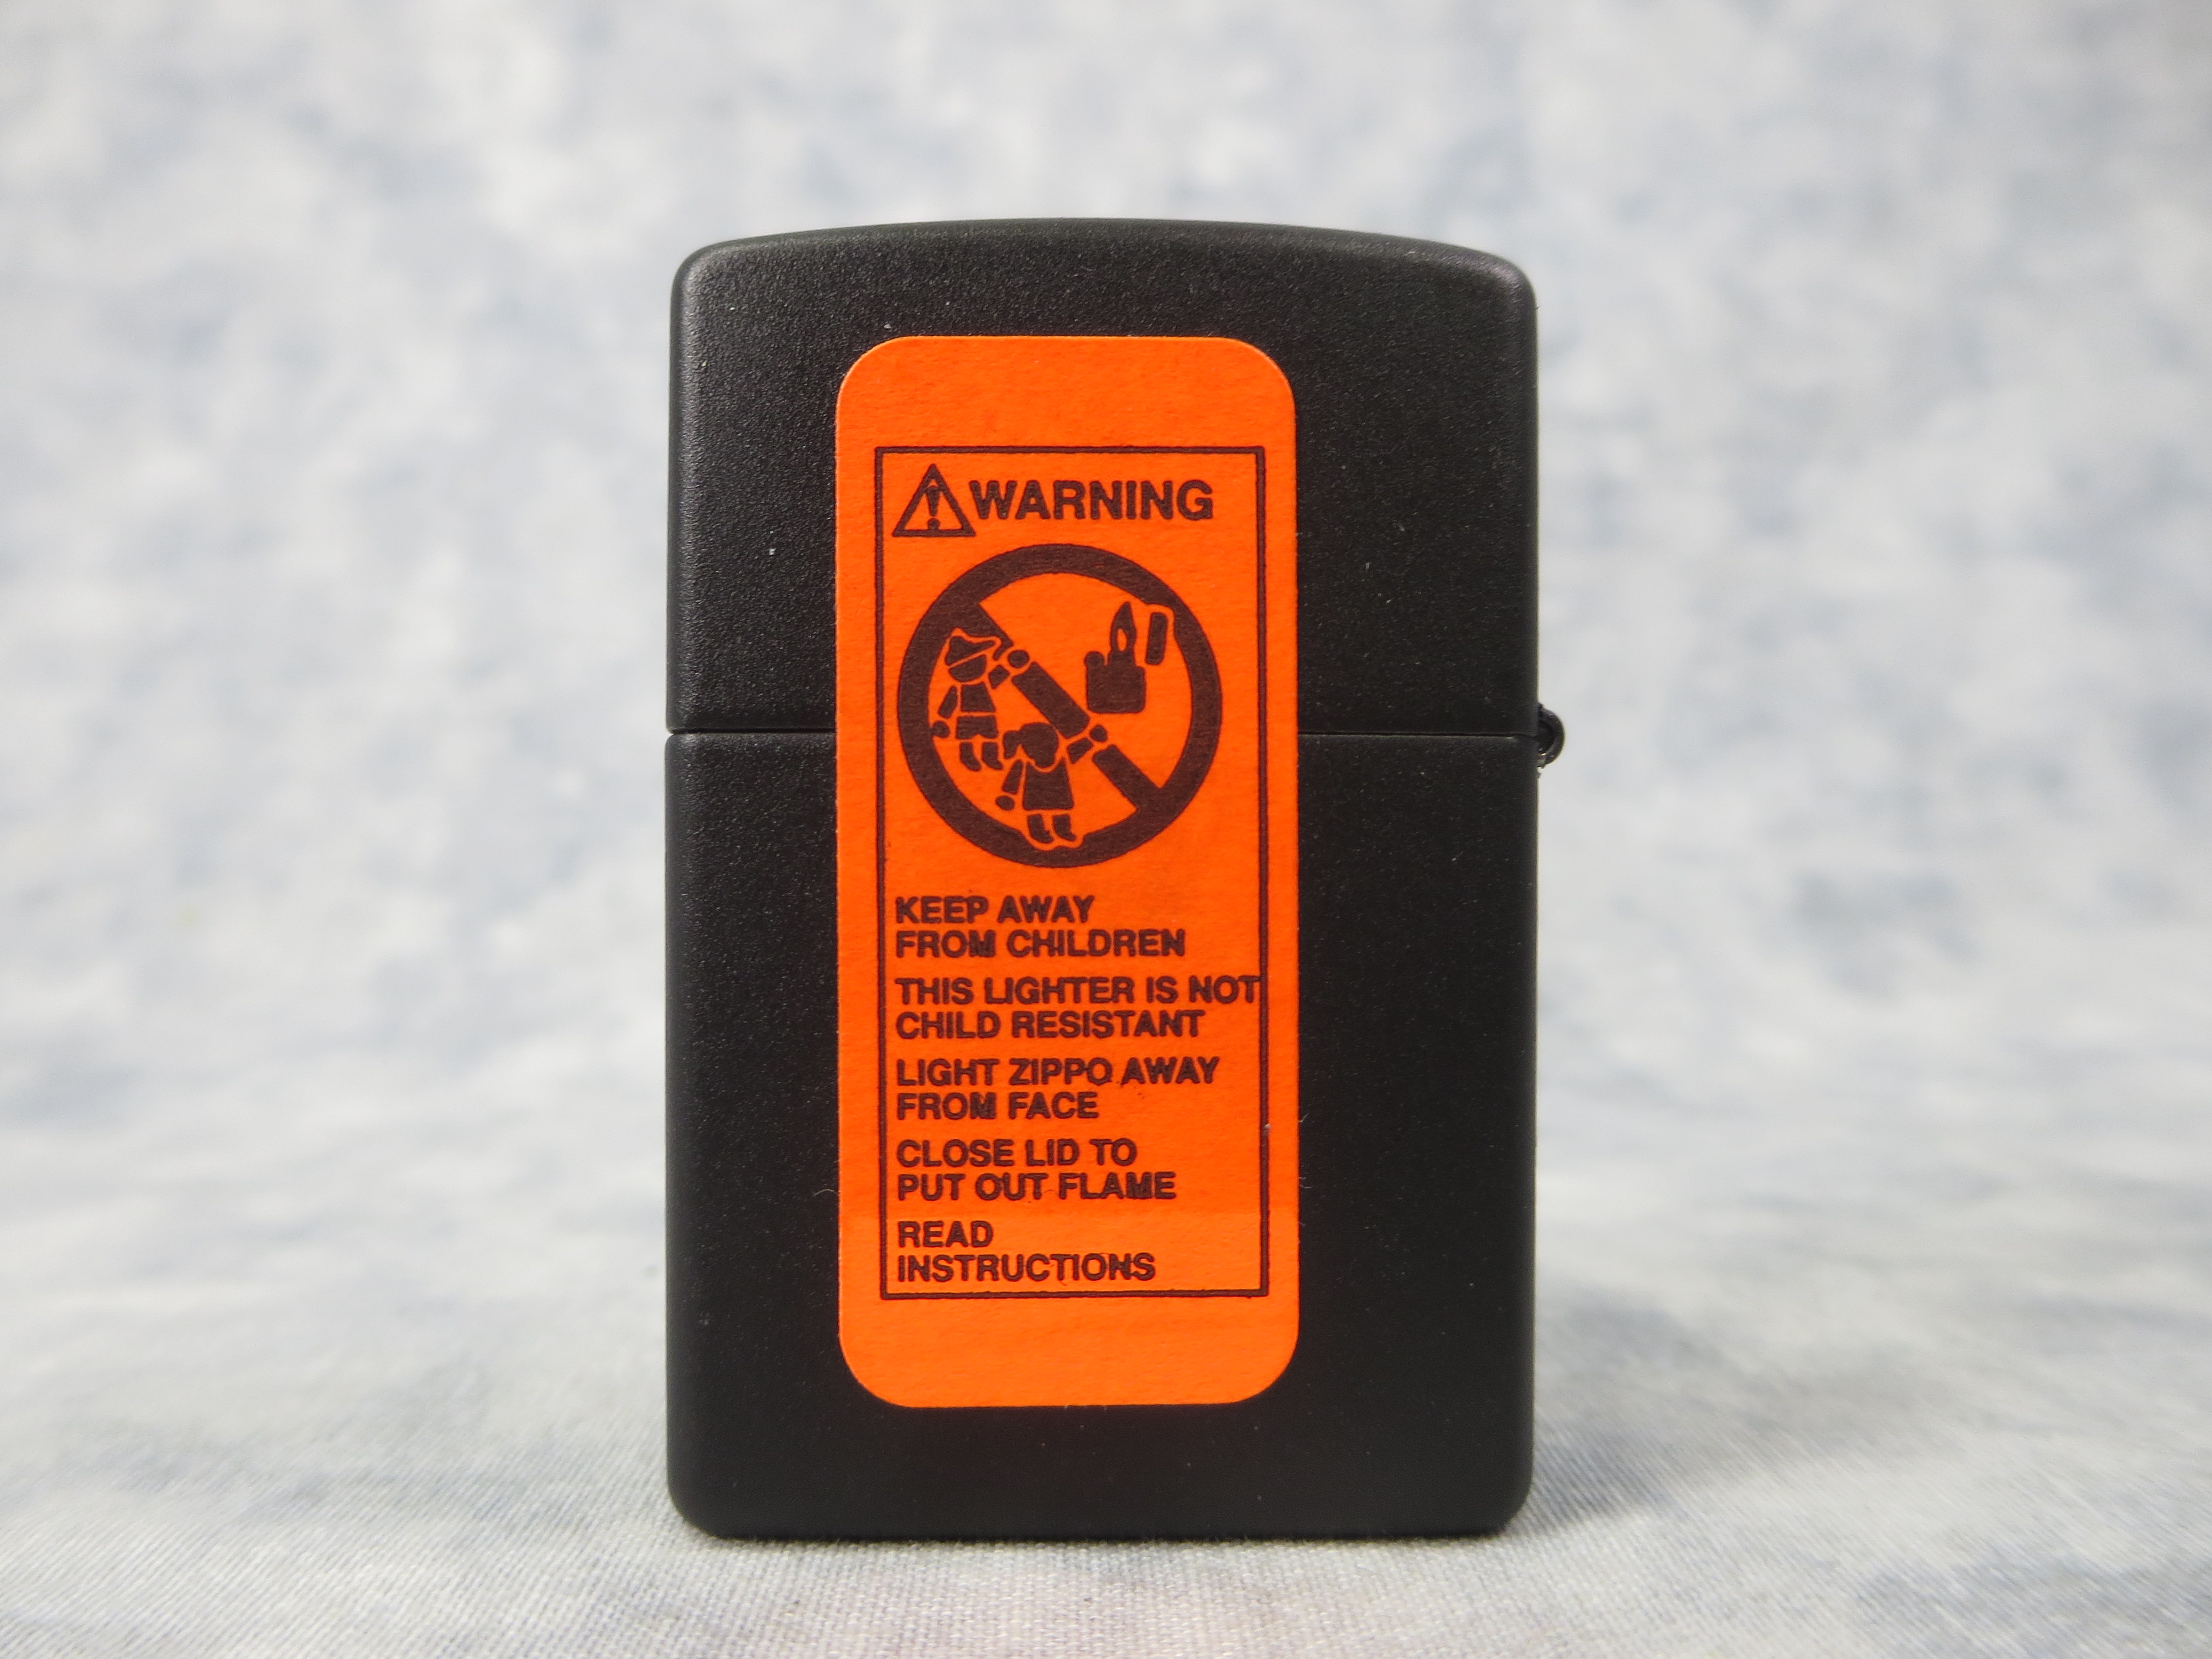 WARNING
KEEP AWAY
FROM CHILDREN
THIS LIGHTER IS NOT
CHILD RESISTANT
LIGHT ZIPPO AWAY
FROM FACE
CLOSE LID TO
PUT OUT FLAME
READ
INSTRUCTIONS